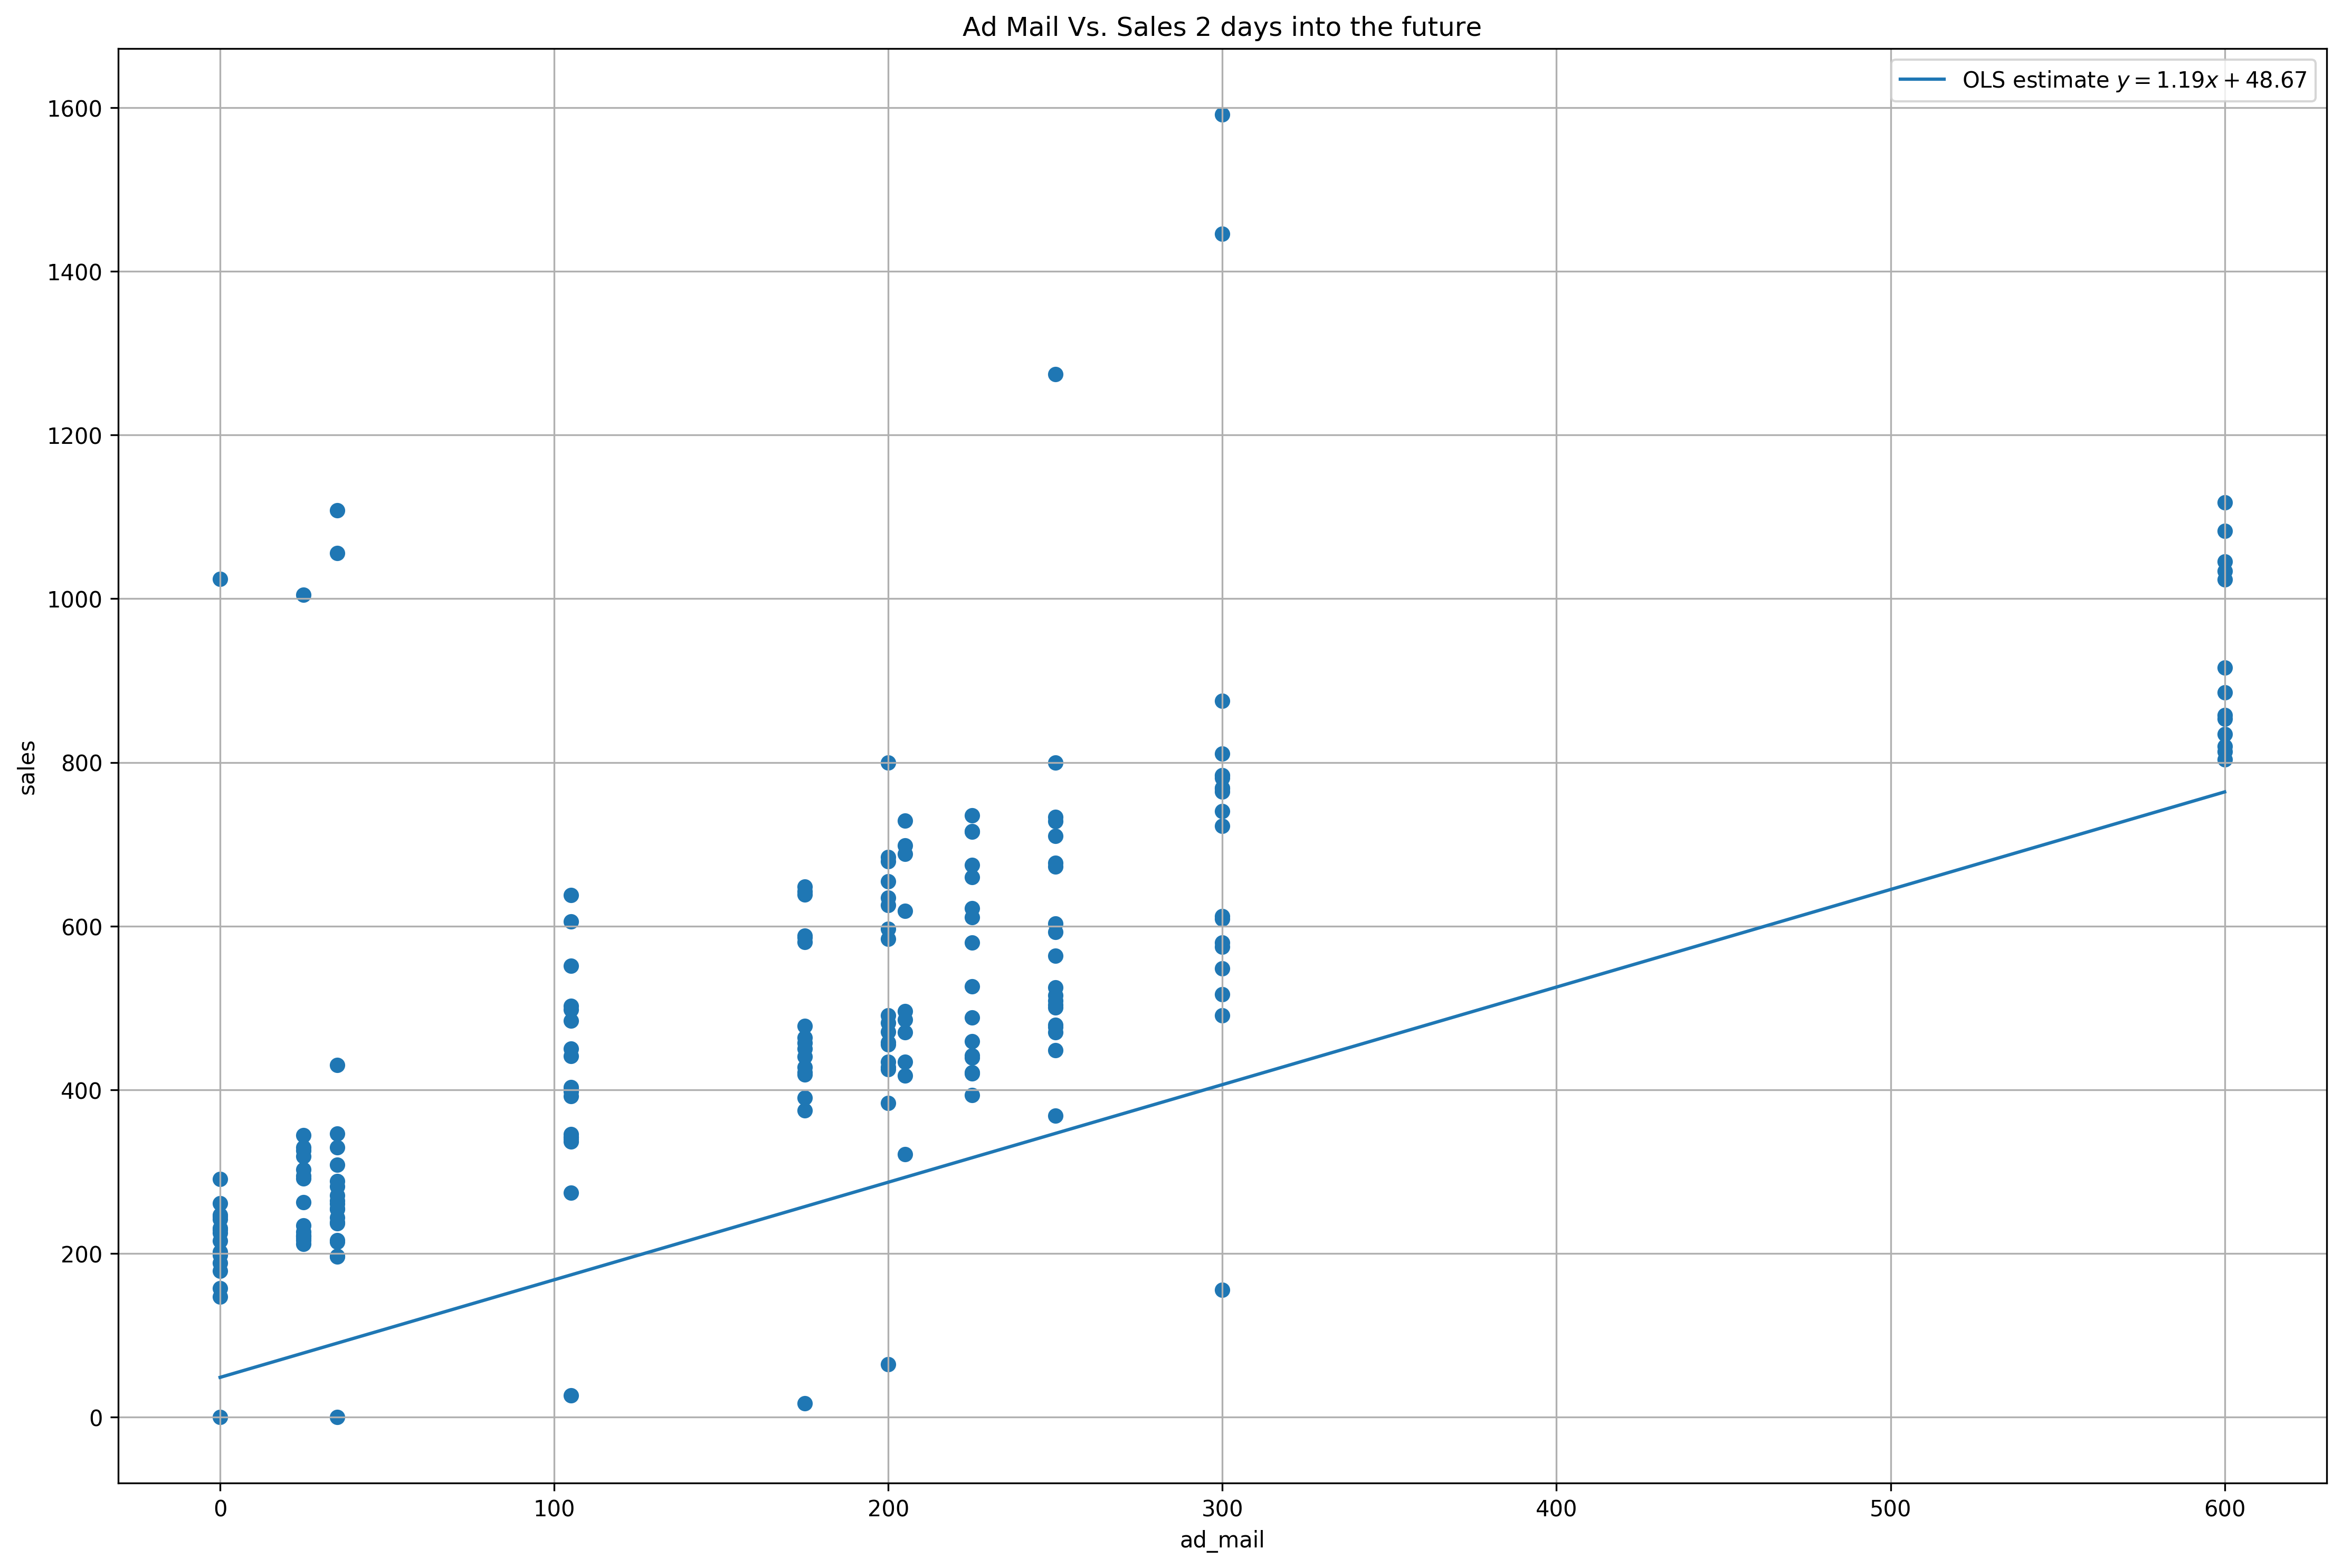 Ad Mail Vs. Sales 2 days into the future
OLS estimate y = 1.19x + 48.67
1600
1400
1200
1000
800
600
400
200
0
sales
0 100 200 300 400 500 600
ad_mail